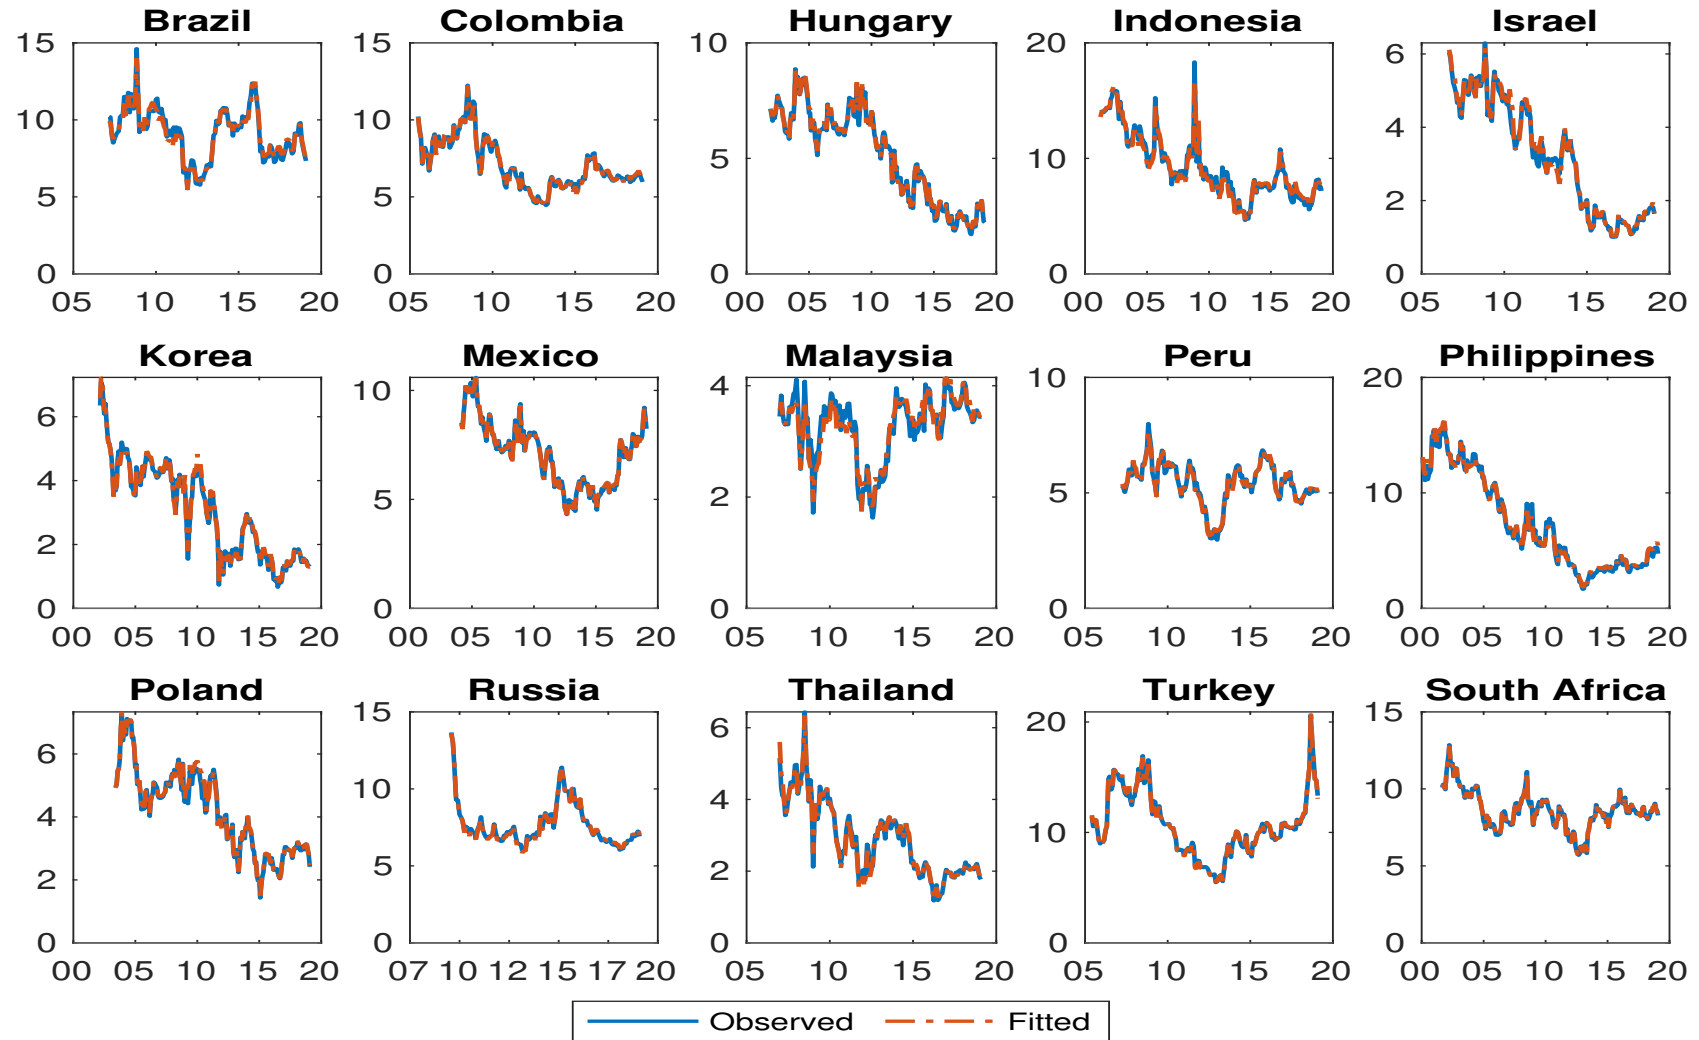 Brazil Colombia Hungary Indonesia Israel
15 15 10 20 6
10 10 5 10 4
5 5 2
0 0 0 0 0
05 10 15 20 05 10 15 20 00 05 10 15 20 00 05 10 15 20 05 10 15 20
Korea Mexico Malaysia Peru Philippines
6 10 4 10 20
4 5 2 5 10
2
0 0 0 0 0
00 05 10 15 20 00 05 10 15 20 05 10 15 20 05 10 15 20 00 05 10 15 20
Poland Russia Thailand Turkey South Africa
6 15 6 20 15
4 10 4 10 10
2 5 2 5
0 0 0 0 0
00 05 10 15 20 07 10 12 15 17 20 05 10 15 20 05 10 15 20 00 05 10 15 20
Observed Fitted